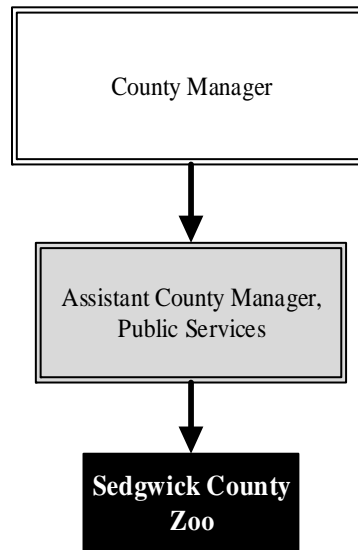 County Manager
Assistant County Manager,
Public Services
Sedgwick County
Zoo